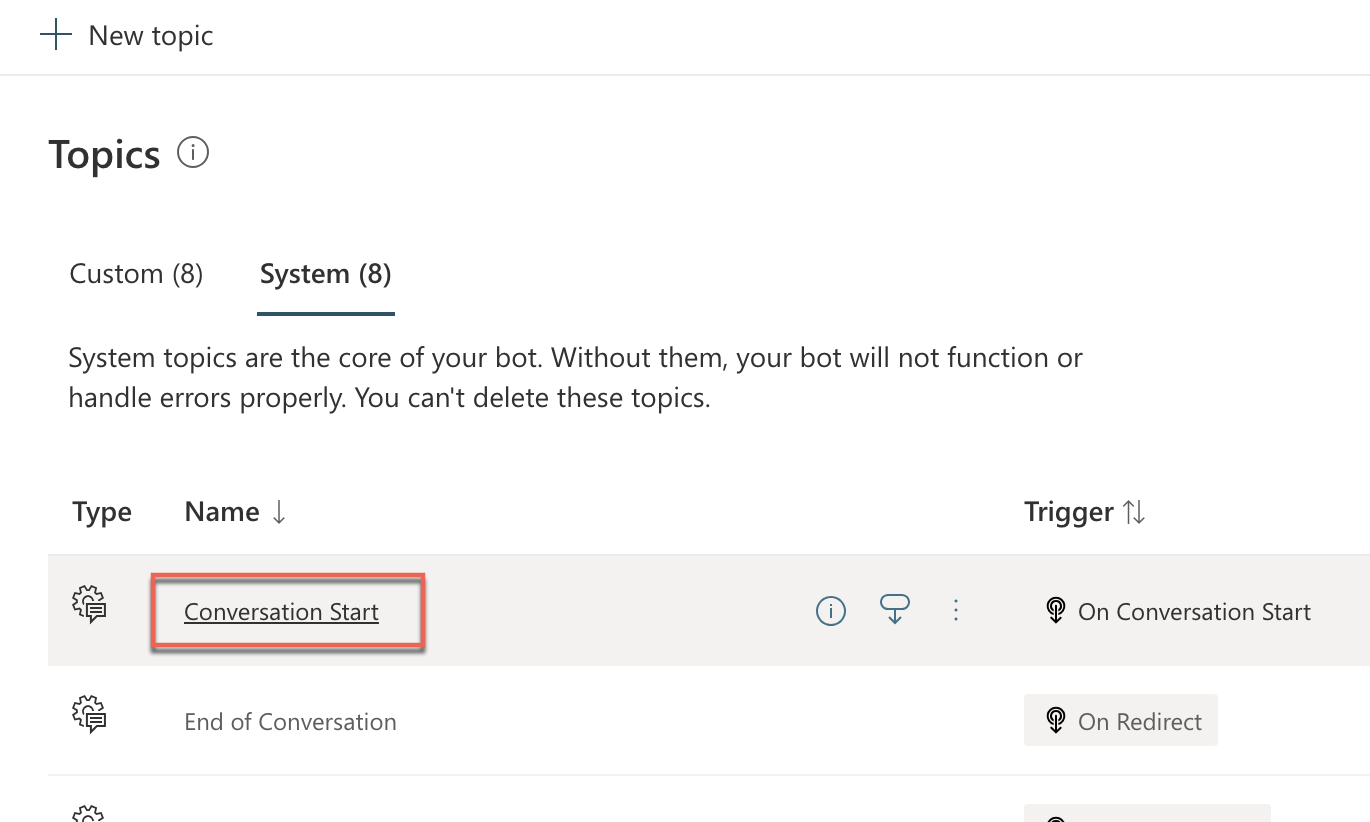 New topic
Topics
Custom (8) System (8)
System topics are the core of your bot. Without them, your bot will not function or
handle errors properly. You can't delete these topics.
Type Name Trigger
Conversation Start On Conversation Start
End of Conversation On Redirect